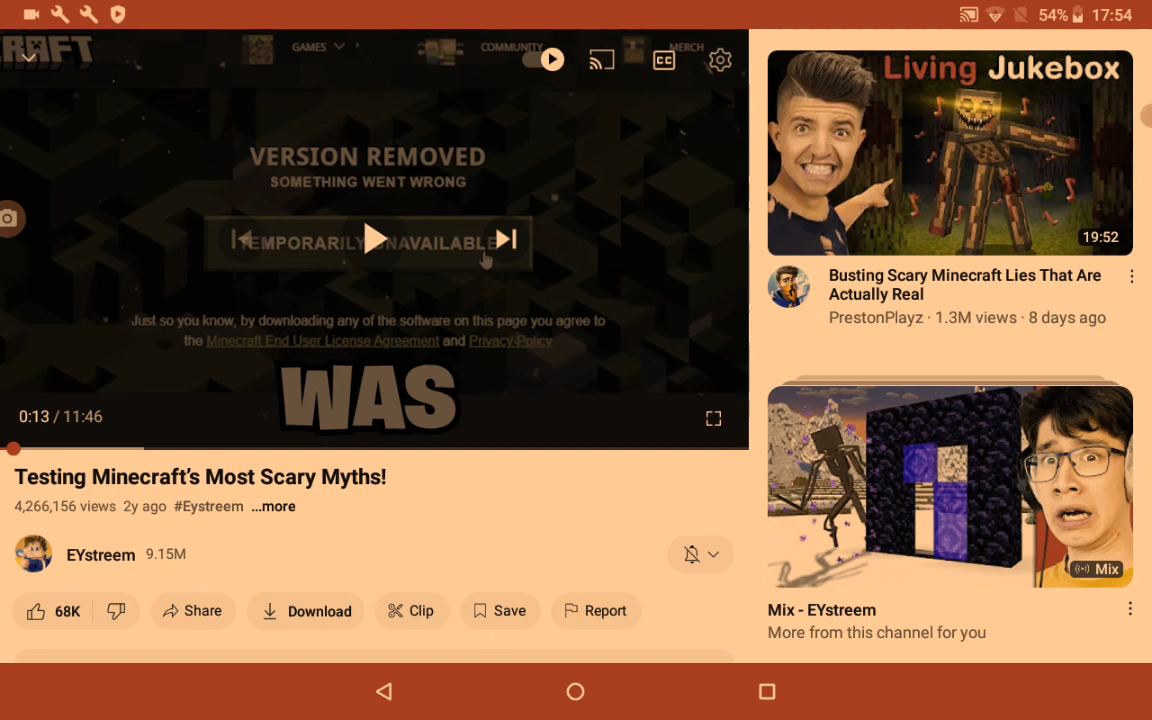 54% 17:54
RAFT GAMES COMMUNITY MERCH
CC
VERSION REMOVED
SOMETHING WENT WRONG
TEMPORARILY UNAVAILABLE
Just so you know, by downloading any of the software on this page you agree to
the Minecraft End User License Agreement and Privacy Policy
WAS
0:13 / 11:46
Testing Minecraft's Most Scary Myths!
4,266,156 views 2y ago #Eystreem ...more
EYstreem 9.15M
68K Share Download Clip Save Report
Living Jukebox
19:52
Busting Scary Minecraft Lies That Are
Actually Real
PrestonPlayz · 1.3M views · 8 days ago
Mix
Mix - EYstreem
More from this channel for you